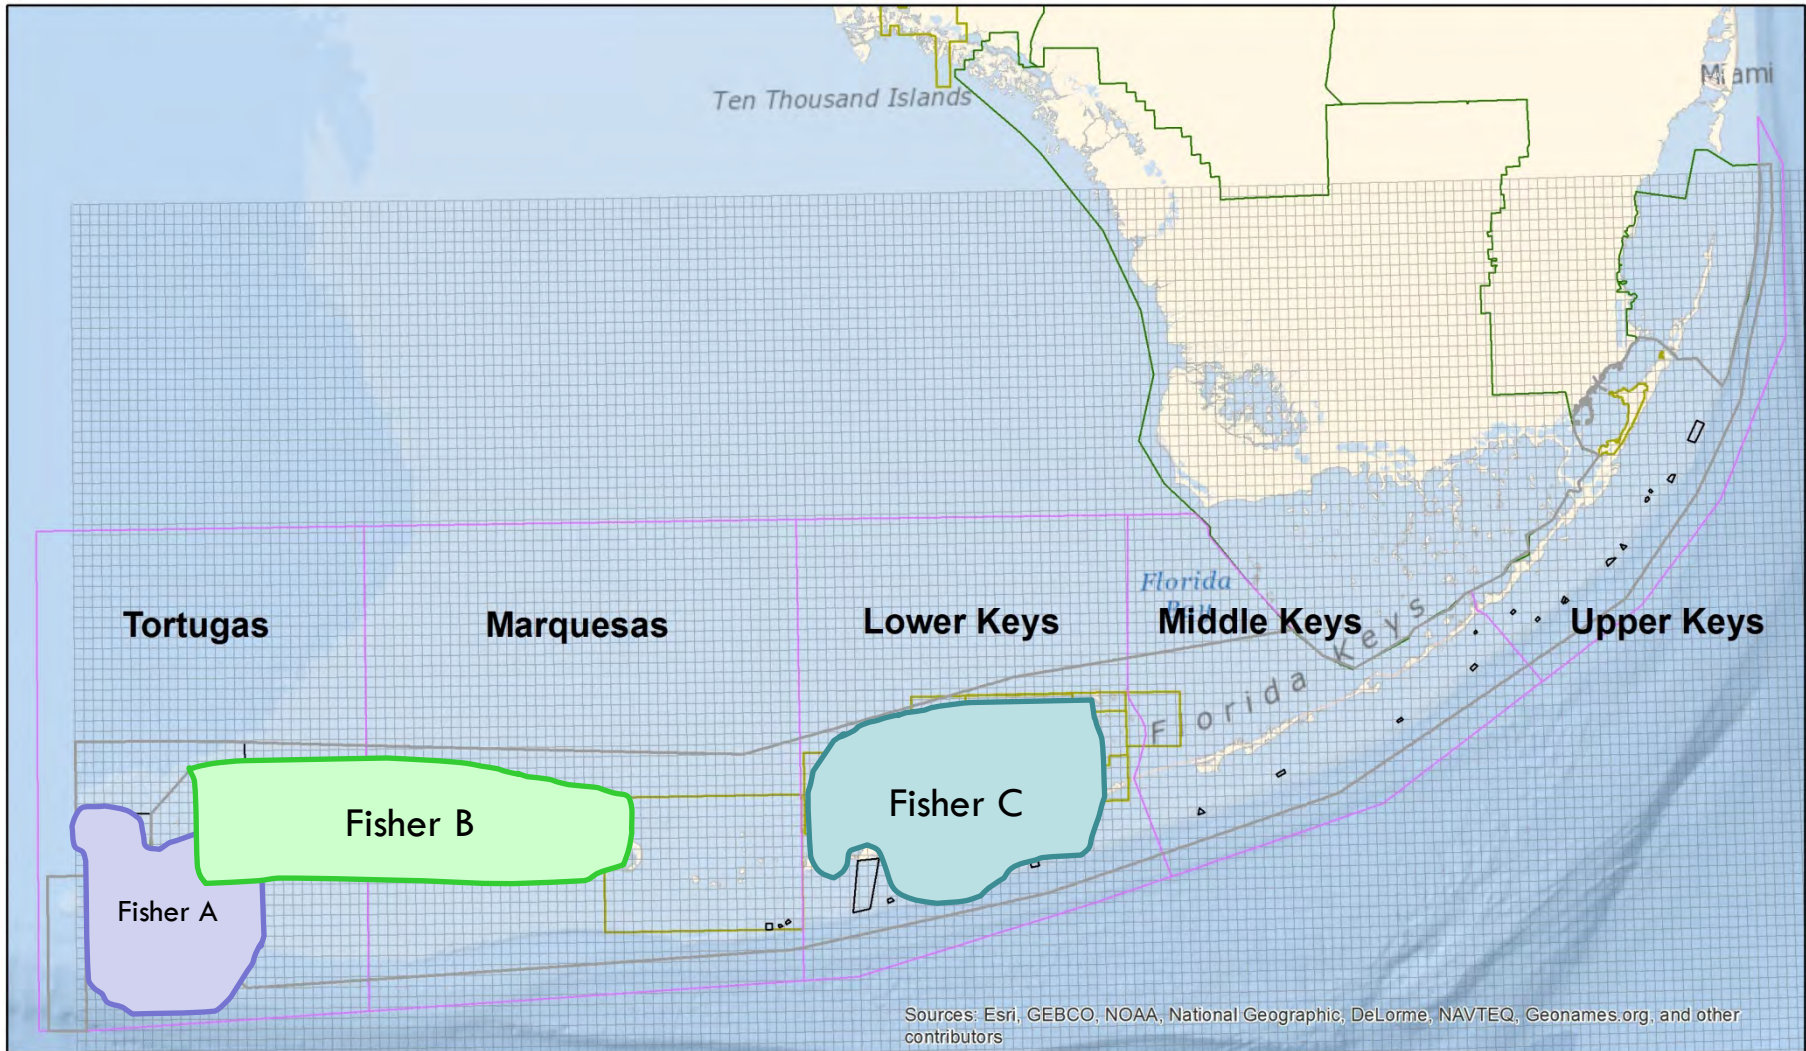 Miami
Ten Thousand Islands
Florida
Bay
Tortugas
Marquesas
Lower Keys
Middle Keys
Upper Keys
Florida Keys
Fisher A
Fisher B
Fisher C
Sources: Esri, GEBCO, NOAA, National Geographic, DeLorme, NAVTEQ, Geonames.org, and other
contributors